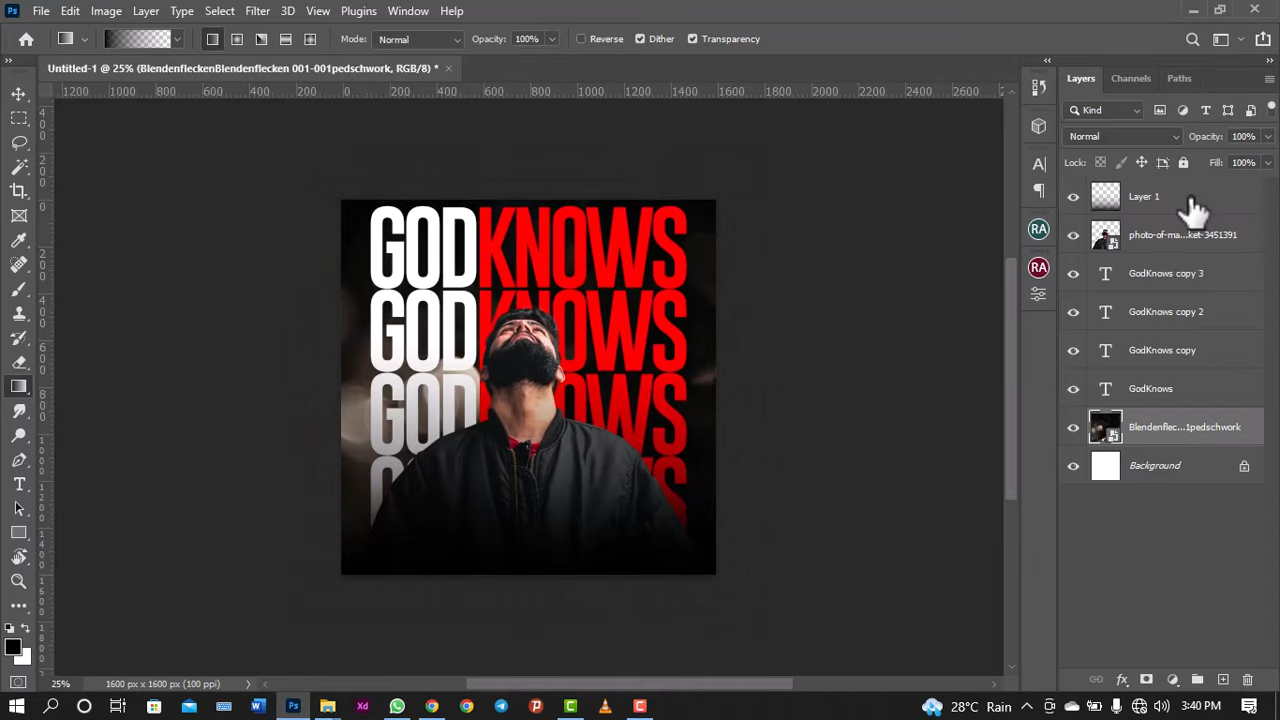 Ps File Edit Image Layer Type Select Filter 3D View Plugins Window Help
Mode: Normal Opacity: 100% Reverse Dither Transparency
Untitled-1 @ 25% (BlendenfleckenBlendenflecken 001-001pedschwork, RGB/8) * ×
1200 1000 800 600 400 200 0 200 400 600 800 1000 1200 1400 1600 1800 2000 2200 2400 2600
Layers Channels Paths
Kind
Normal Opacity: 100%
Lock: Fill: 100%
Layer 1
photo-of-ma...ket-3451391
GodKnows copy 3
GodKnows copy 2
GodKnows copy
GodKnows
Blendenflec...1pedschwork
Background
RA
RA
GODKNOWS
GODKNOWS
GODKNOWS
GODKNOWS
25% 1600 px x 1600 px (100 ppi)
28°C Rain 3:40 PM